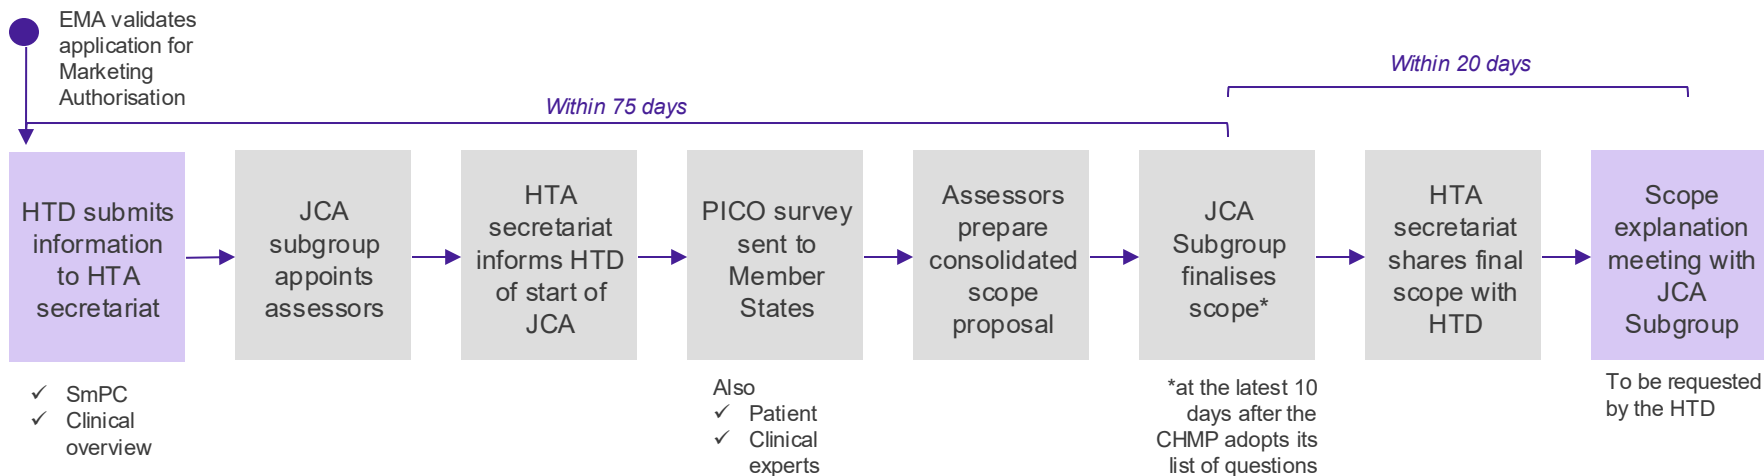 EMA validates
application for
Marketing
Authorisation
Within 75 days
Within 20 days
HTD submits
information
to HTA
secretariat
JCA
subgroup
appoints
assessors
HTA
secretariat
informs HTD
of start of
JCA
PICO survey
sent to
Member
States
Assessors
prepare
consolidated
scope
proposal
JCA
Subgroup
finalises
scope*
HTA
secretariat
shares final
scope with
HTD
Scope
explanation
meeting with
JCA
Subgroup
✓ SmPC
✓ Clinical
overview
Also
✓ Patient
✓ Clinical
experts
*at the latest 10
days after the
CHMP adopts its
list of questions
To be requested
by the HTD